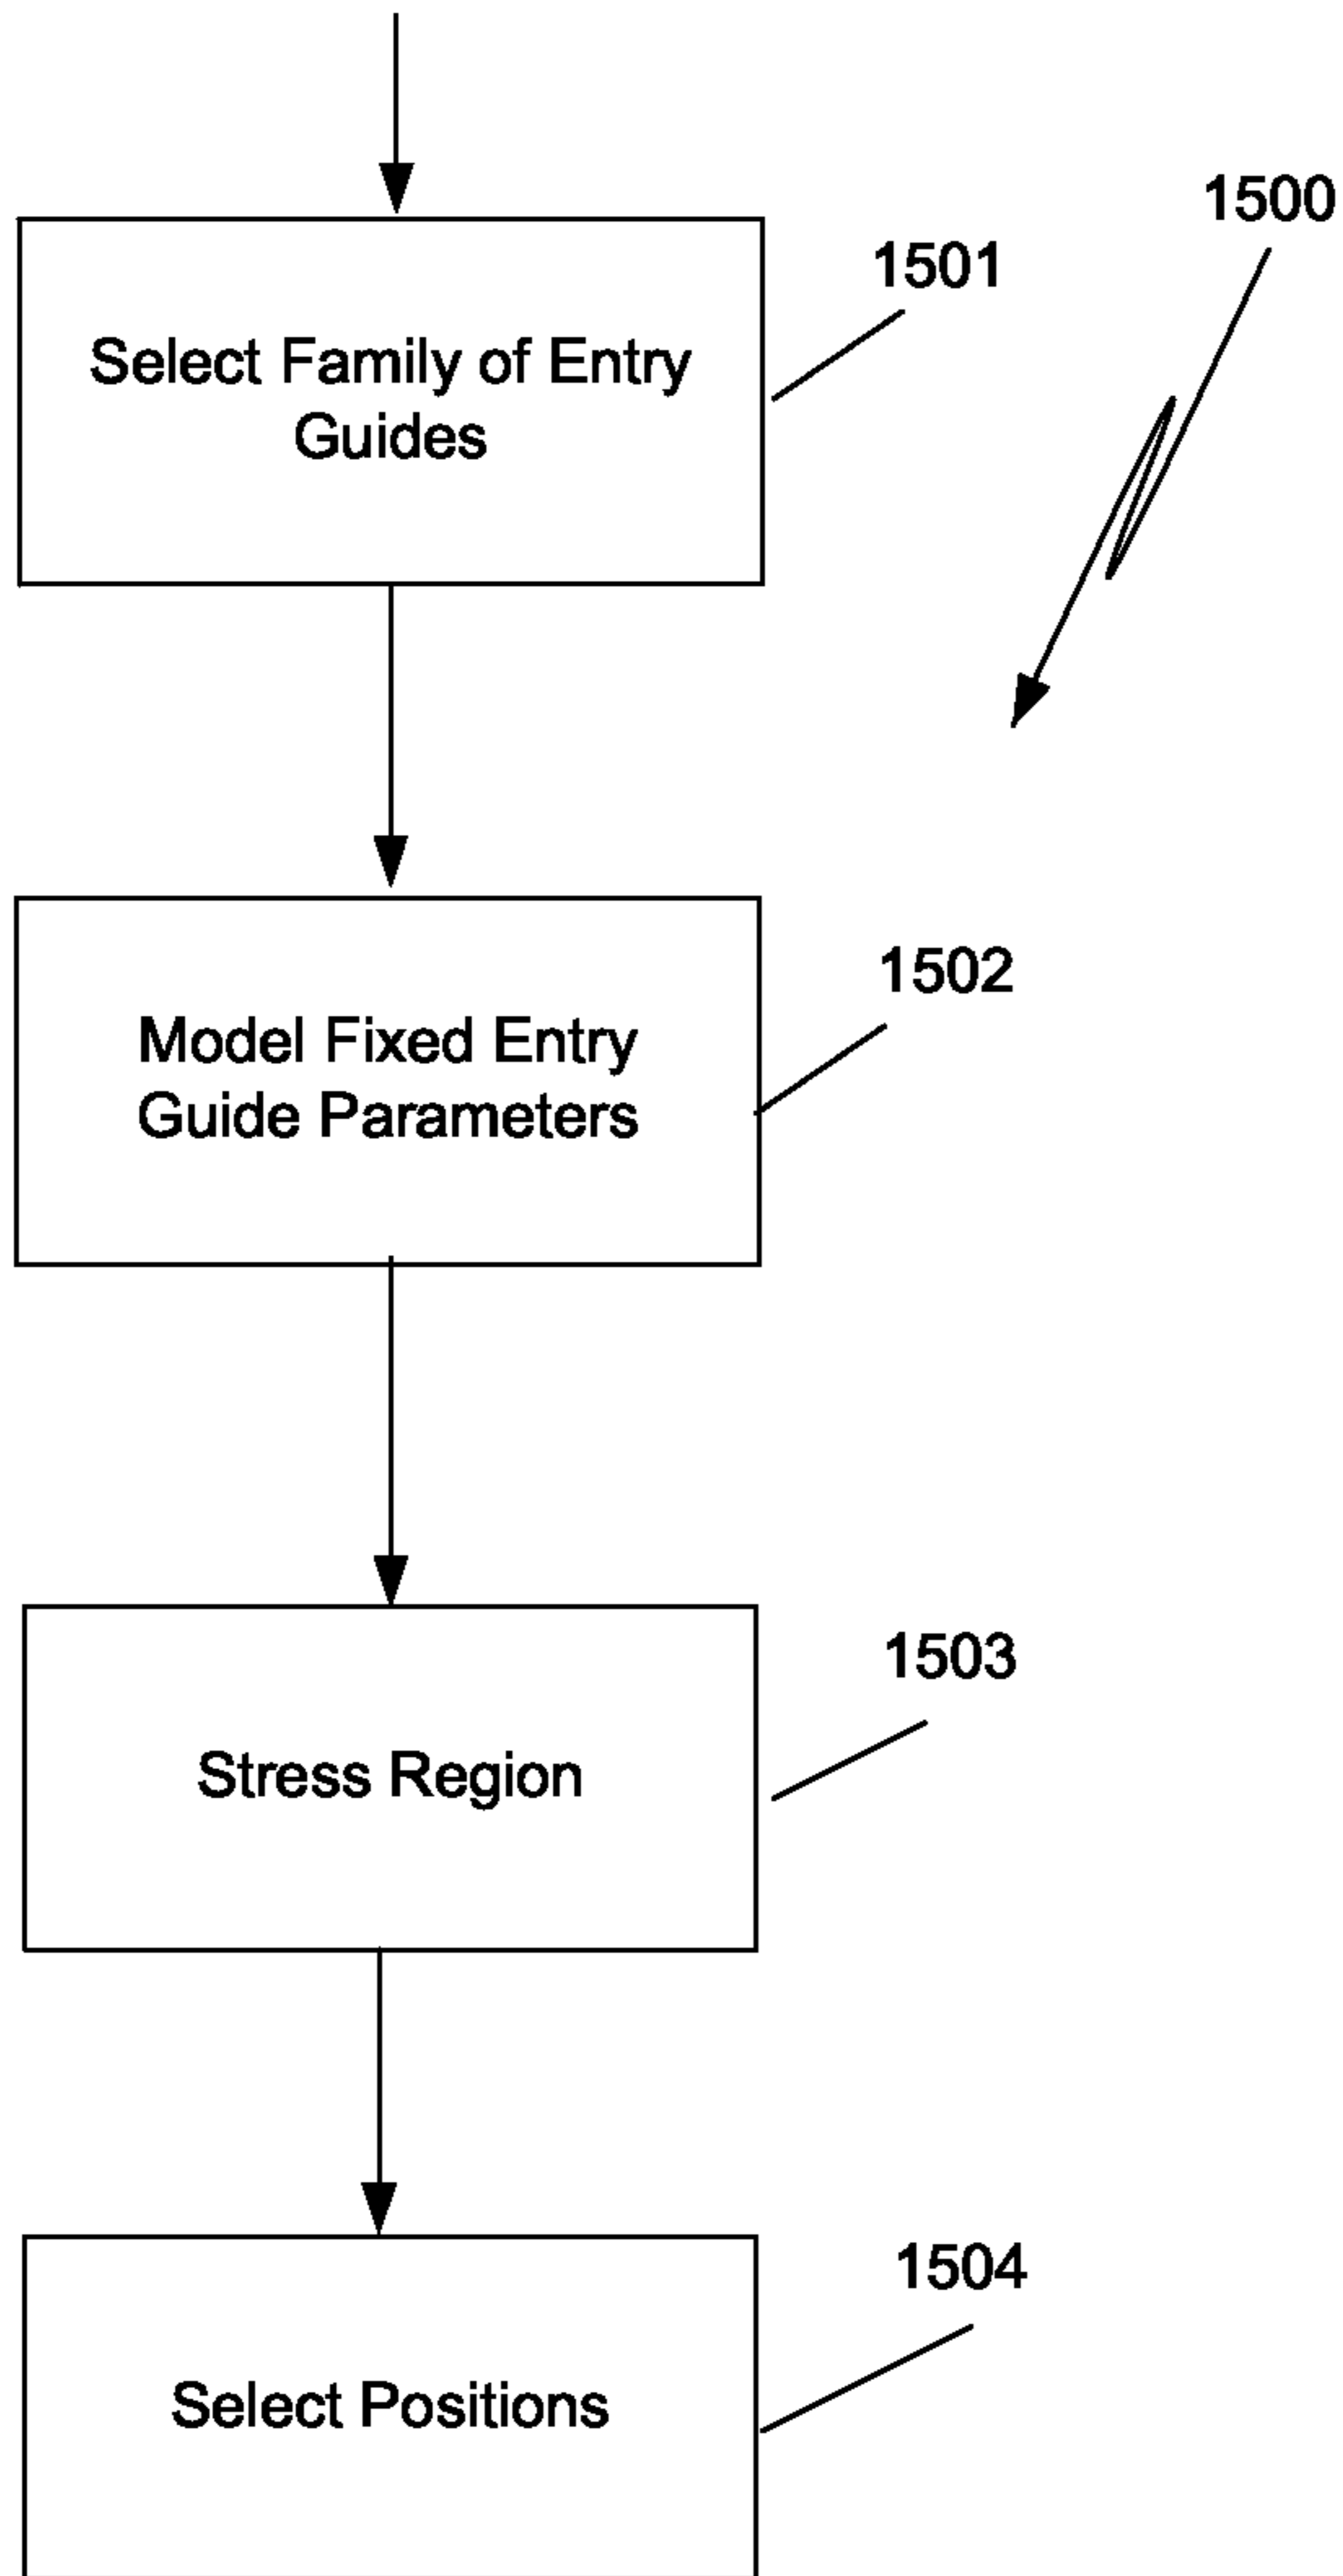 1500
1501
Select Family of Entry
Guides
1502
Model Fixed Entry
Guide Parameters
1503
Stress Region
1504
Select Positions